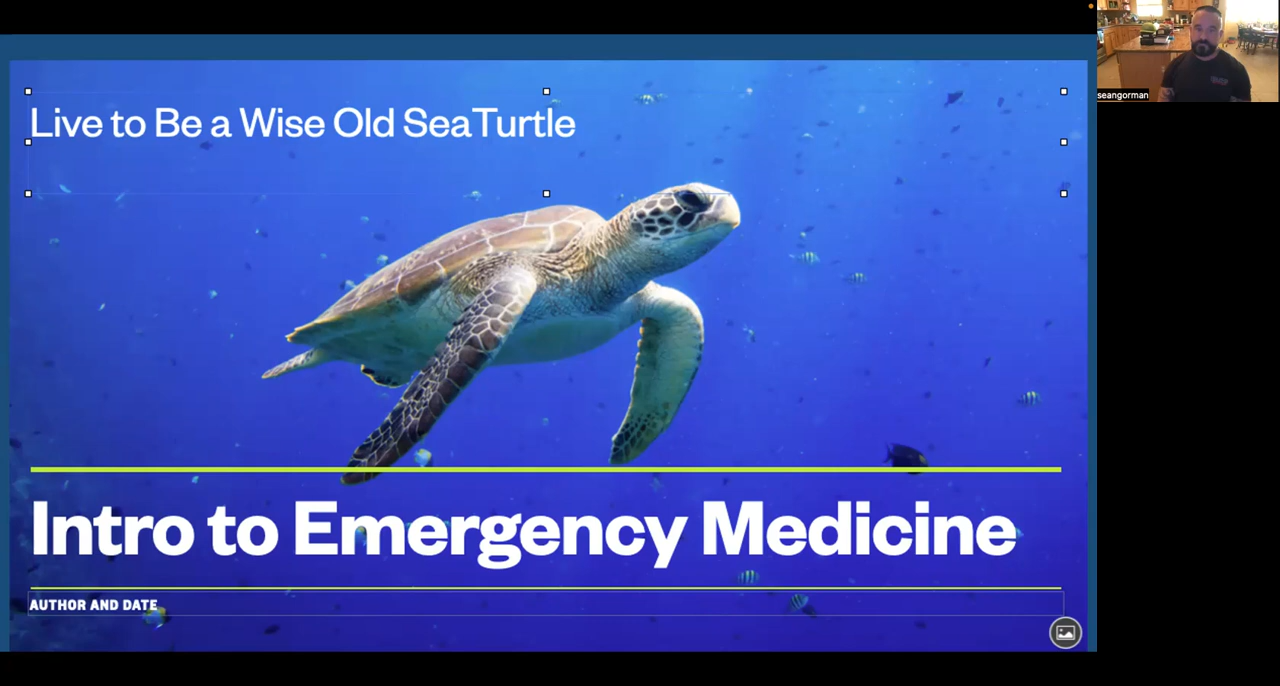 Live to Be a Wise Old SeaTurtle
Intro to Emergency Medicine
AUTHOR AND DATE
seangorman